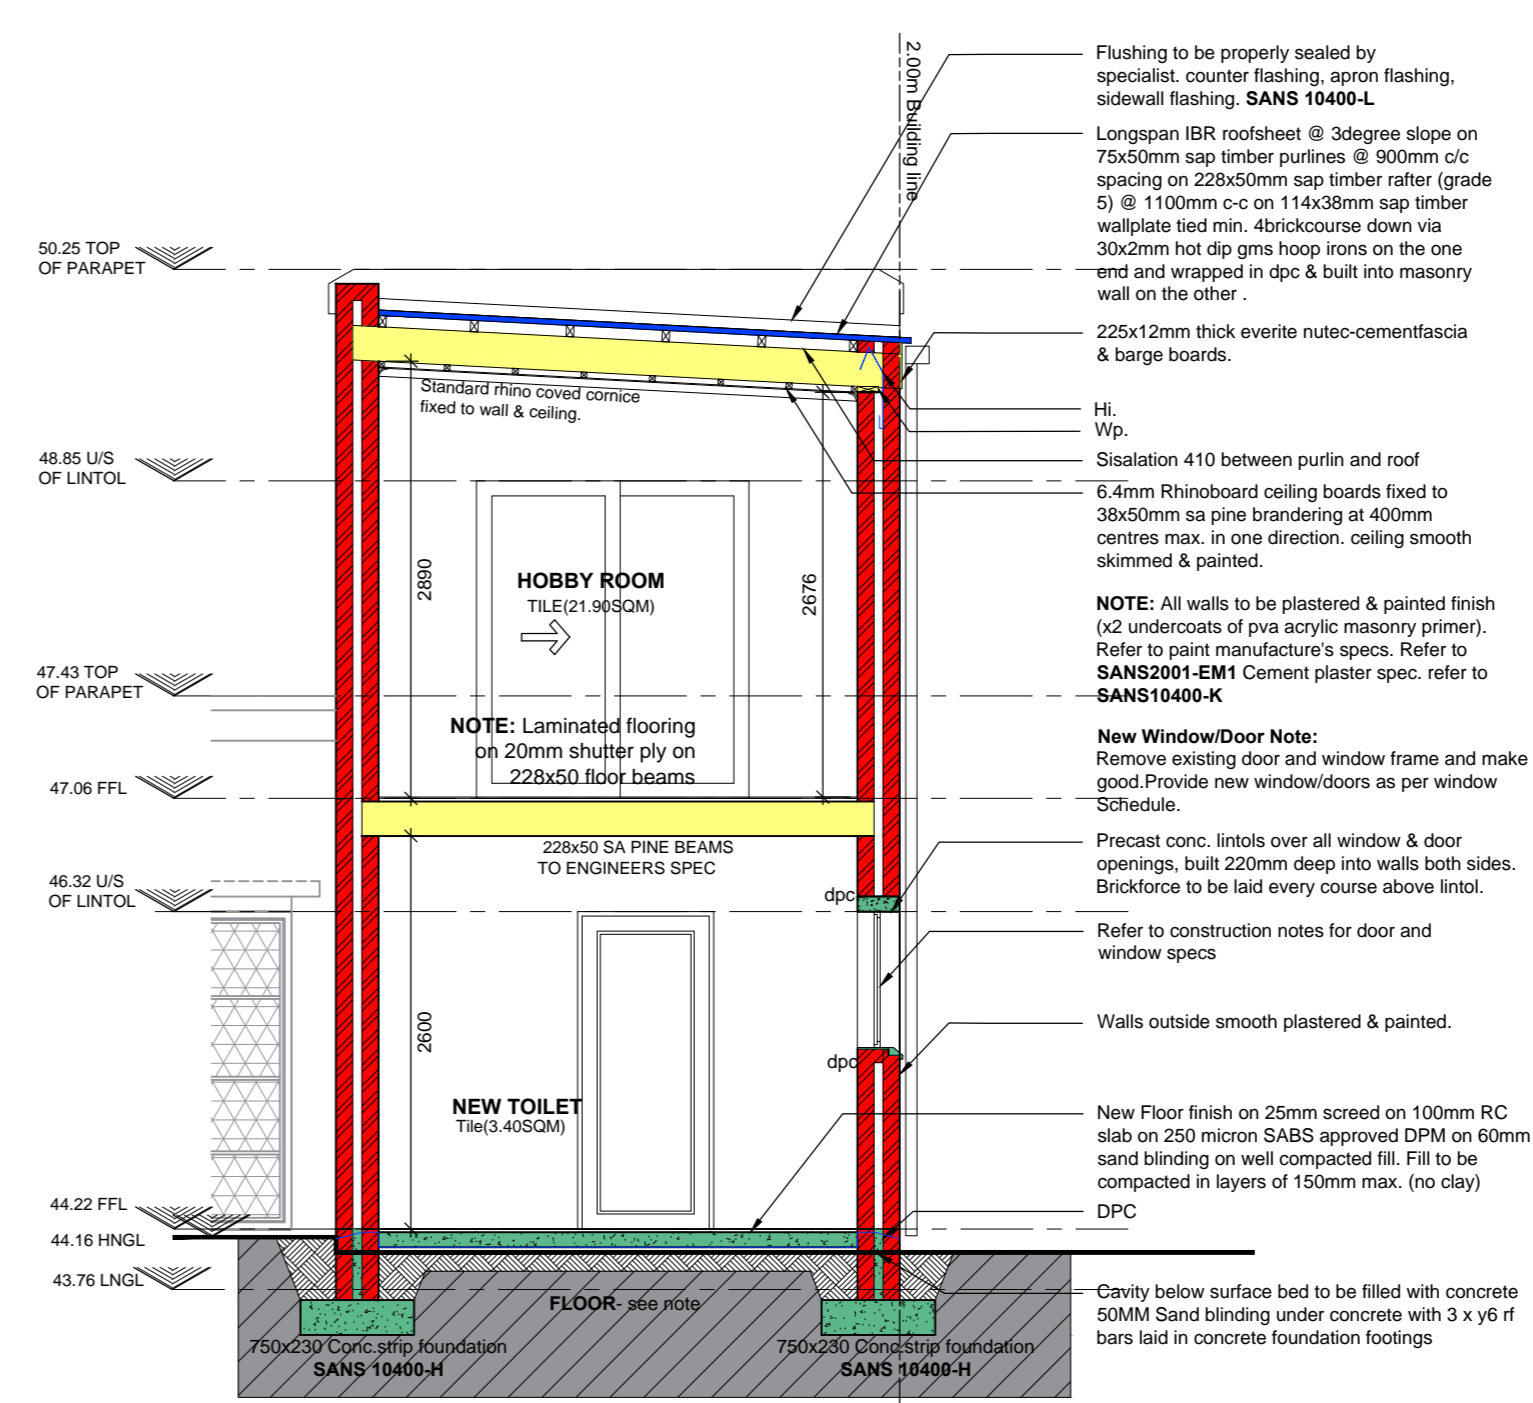 2.00m Building line
Flushing to be properly sealed by
specialist. counter flashing, apron flashing,
sidewall flashing. SANS 10400-L
Longspan IBR roofsheet @ 3degree slope on
75x50mm sap timber purlines @ 900mm c/c
spacing on 228x50mm sap timber rafter (grade
5) @ 1100mm c-c on 114x38mm sap timber
wallplate tied min. 4brickcourse down via
30x2mm hot dip gms hoop irons on the one
end and wrapped in dpc & built into masonry
wall on the other .
225x12mm thick everite nutec-cementfascia
& barge boards.
Hi.
Wp.
Sisalation 410 between purlin and roof
6.4mm Rhinoboard ceiling boards fixed to
38x50mm sa pine brandering at 400mm
centres max. in one direction. ceiling smooth
skimmed & painted.
NOTE: All walls to be plastered & painted finish
(x2 undercoats of pva acrylic masonry primer).
Refer to paint manufacture's specs. Refer to
SANS2001-EM1 Cement plaster spec. refer to
SANS10400-K
New Window/Door Note:
Remove existing door and window frame and make
good.Provide new window/doors as per window
Schedule.
Precast conc. lintols over all window & door
openings, built 220mm deep into walls both sides.
Brickforce to be laid every course above lintol.
Refer to construction notes for door and
window specs
Walls outside smooth plastered & painted.
New Floor finish on 25mm screed on 100mm RC
slab on 250 micron SABS approved DPM on 60mm
sand blinding on well compacted fill. Fill to be
compacted in layers of 150mm max. (no clay)
DPC
Cavity below surface bed to be filled with concrete
50MM Sand blinding under concrete with 3 x y6 rf
bars laid in concrete foundation footings
50.25 TOP
OF PARAPET
48.85 U/S
OF LINTOL
47.43 TOP
OF PARAPET
47.06 FFL
46.32 U/S
OF LINTOL
44.22 FFL
44.16 HNGL
43.76 LNGL
Standard rhino coved cornice
fixed to wall & ceiling.
2890
HOBBY ROOM
TILE(21.90SQM)
2676
NOTE: Laminated flooring
on 20mm shutter ply on
228x50 floor beams
228x50 SA PINE BEAMS
TO ENGINEERS SPEC
dpc
2600
dpc
NEW TOILET
Tile(3.40SQM)
FLOOR- see note
750x230 Conc.strip foundation
SANS 10400-H
750x230 Conc.strip foundation
SANS 10400-H